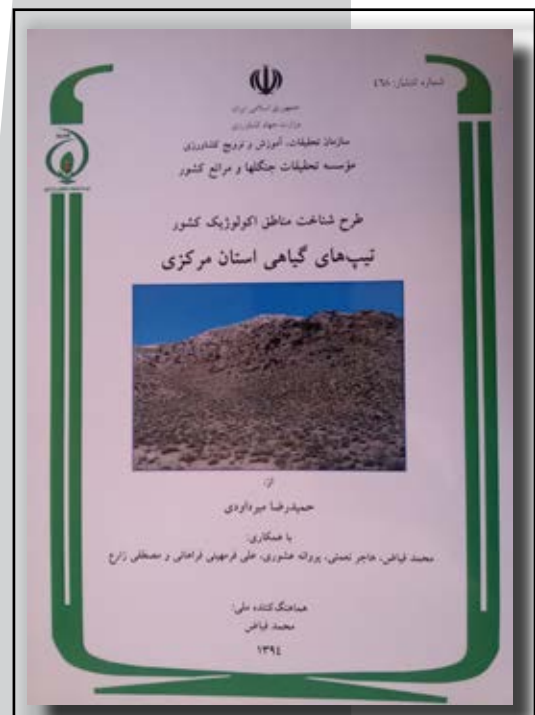 شماره انتشار: ٤٦٨
جمهوری اسلامی ایران
وزارت جهاد کشاورزی
سازمان تحقیقات، آموزش و ترویج کشاورزی
مؤسسه تحقیقات جنگلها و مراتع کشور
طرح شناخت مناطق اکولوژیک کشور
تیپ‌های گیاهی استان مرکزی
از:
حمیدرضا میرداودی
با همکاری:
محمد فیاض، هاجر نعمتی، پروانه عشوری، علی فرمهینی فراهانی و مصطفی زارع
هماهنگ‌کننده ملی:
محمد فیاض
١٣٩٤